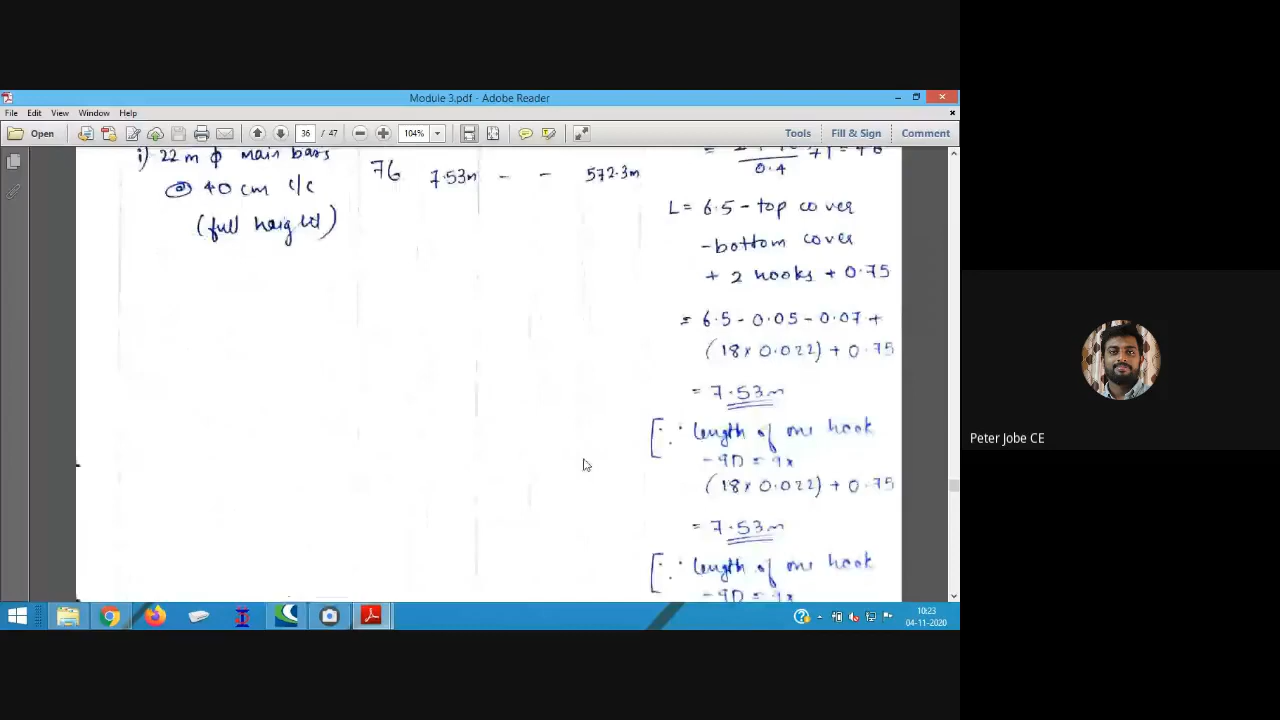 Module 3.pdf - Adobe Reader
File Edit View Window Help
Open 36 / 47 104% Tools Fill & Sign Comment
i) 22 m φ main bars
76 7.53m - - 572.3m
@ 40 cm c/c
(full height)
0.4
L = 6.5 - top cover
- bottom cover
+ 2 hooks + 0.75
= 6.5 - 0.05 - 0.07 +
(18 x 0.022) + 0.75
= 7.53m
[∵ length of one hook
- 9D = 9x
(18 x 0.022) + 0.75
= 7.53m
[∵ length of one hook
- 9D = 9x
Peter Jobe CE
10:23
04-11-2020